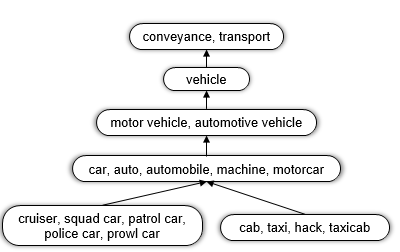 conveyance, transport
vehicle
motor vehicle, automotive vehicle
car, auto, automobile, machine, motorcar
cruiser, squad car, patrol car,
police car, prowl car
cab, taxi, hack, taxicab